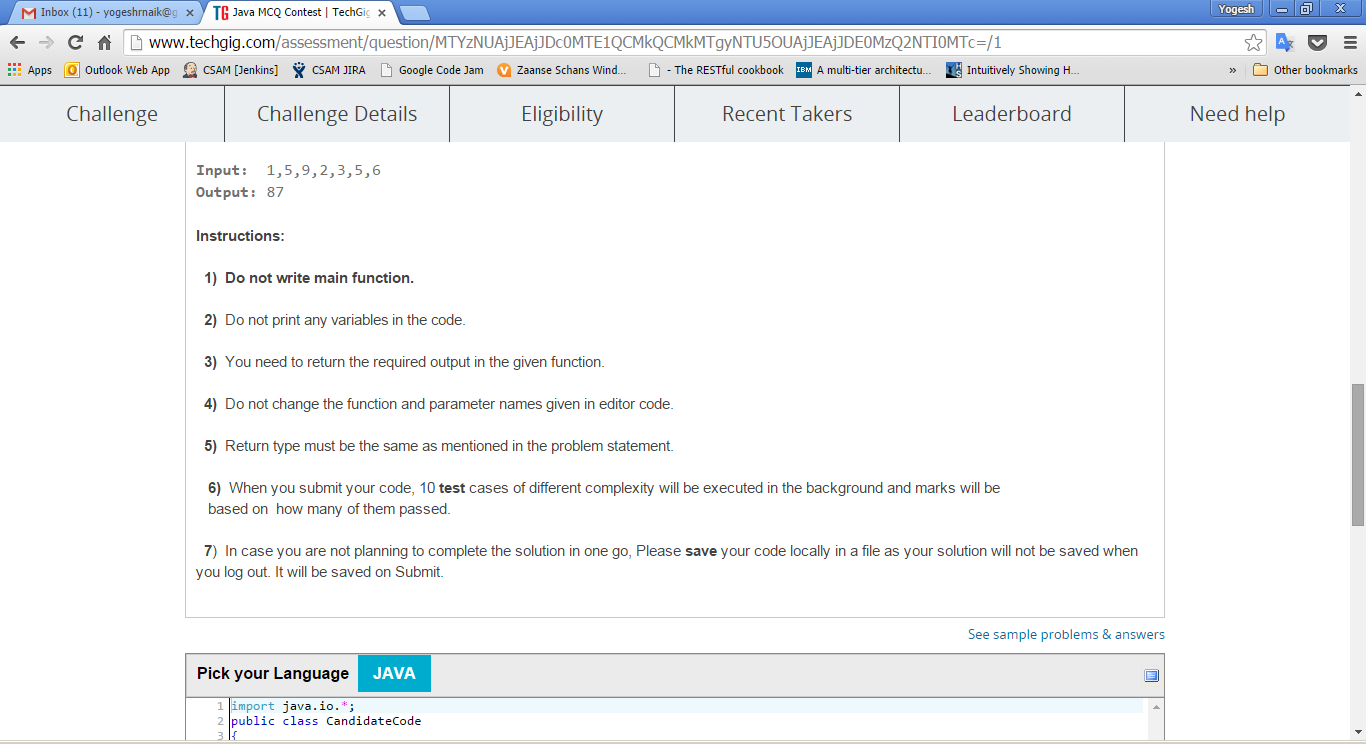 Inbox (11) - yogeshrnaik@g
Java MCQ Contest | TechGig
Yogesh
www.techgig.com/assessment/question/MTYzNUAjJEAjJDc0MTE1QCMkQCMkMTgyNTU5OUAjJEAjJDE0MzQ2NTI0MTc=/1
Apps Outlook Web App CSAM [Jenkins] CSAM JIRA Google Code Jam Zaanse Schans Wind... - The RESTful cookbook IBM A multi-tier architectu... Intuitively Showing H... » Other bookmarks
Challenge Challenge Details Eligibility Recent Takers Leaderboard Need help
Input: 1,5,9,2,3,5,6
Output: 87
Instructions:
1) Do not write main function.
2) Do not print any variables in the code.
3) You need to return the required output in the given function.
4) Do not change the function and parameter names given in editor code.
5) Return type must be the same as mentioned in the problem statement.
6) When you submit your code, 10 test cases of different complexity will be executed in the background and marks will be
based on how many of them passed.
7) In case you are not planning to complete the solution in one go, Please save your code locally in a file as your solution will not be saved when
you log out. It will be saved on Submit.
See sample problems & answers
Pick your Language JAVA
1 import java.io.*;
2 public class CandidateCode
3 {